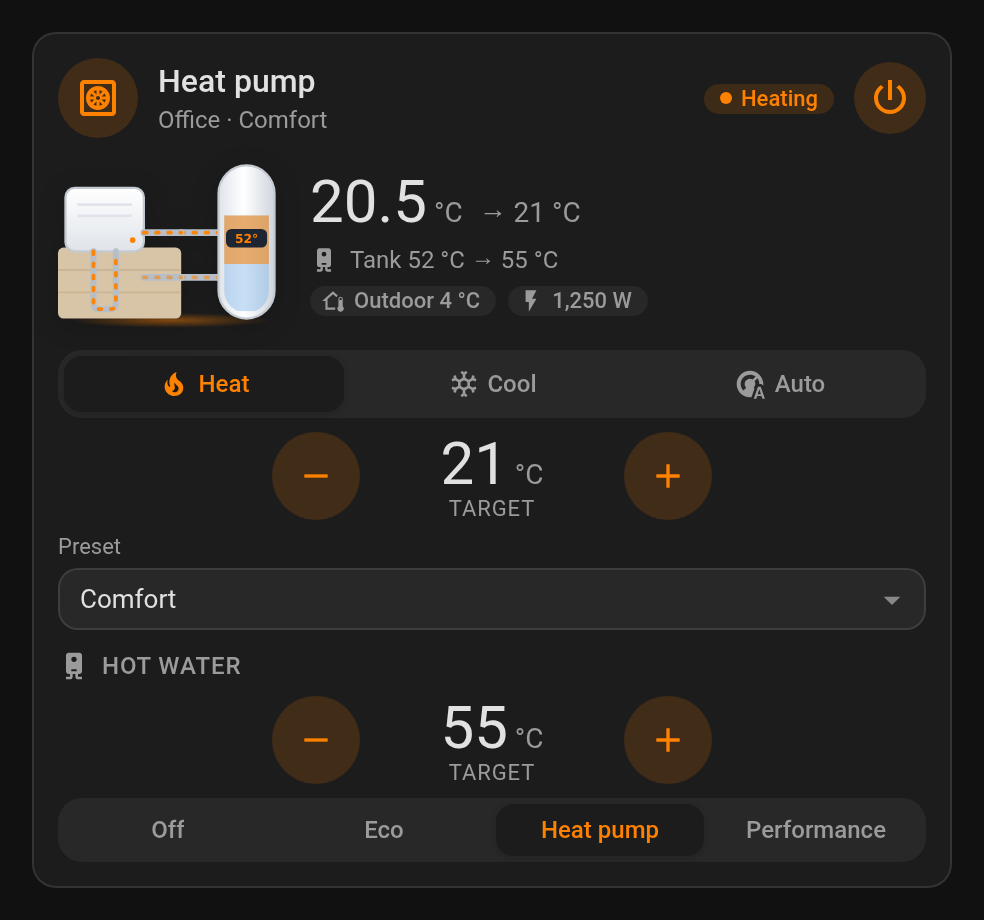 Heat pump
Office · Comfort
Heating
20.5 °C → 21 °C
52°
Tank 52 °C → 55 °C
Outdoor 4 °C 1,250 W
Heat Cool Auto
21 °C
TARGET
Preset
Comfort
HOT WATER
55 °C
TARGET
Off Eco Heat pump Performance